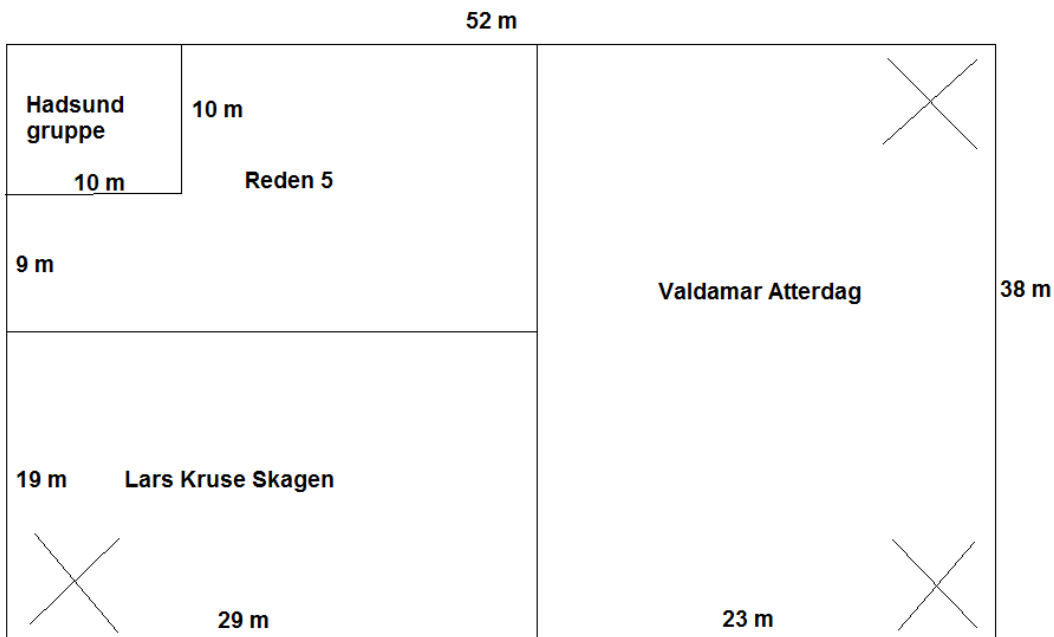 52 m
Hadsund
gruppe
10 m
10 m
Reden 5
9 m
Valdamar Atterdag
38 m
19 m
Lars Kruse Skagen
29 m
23 m